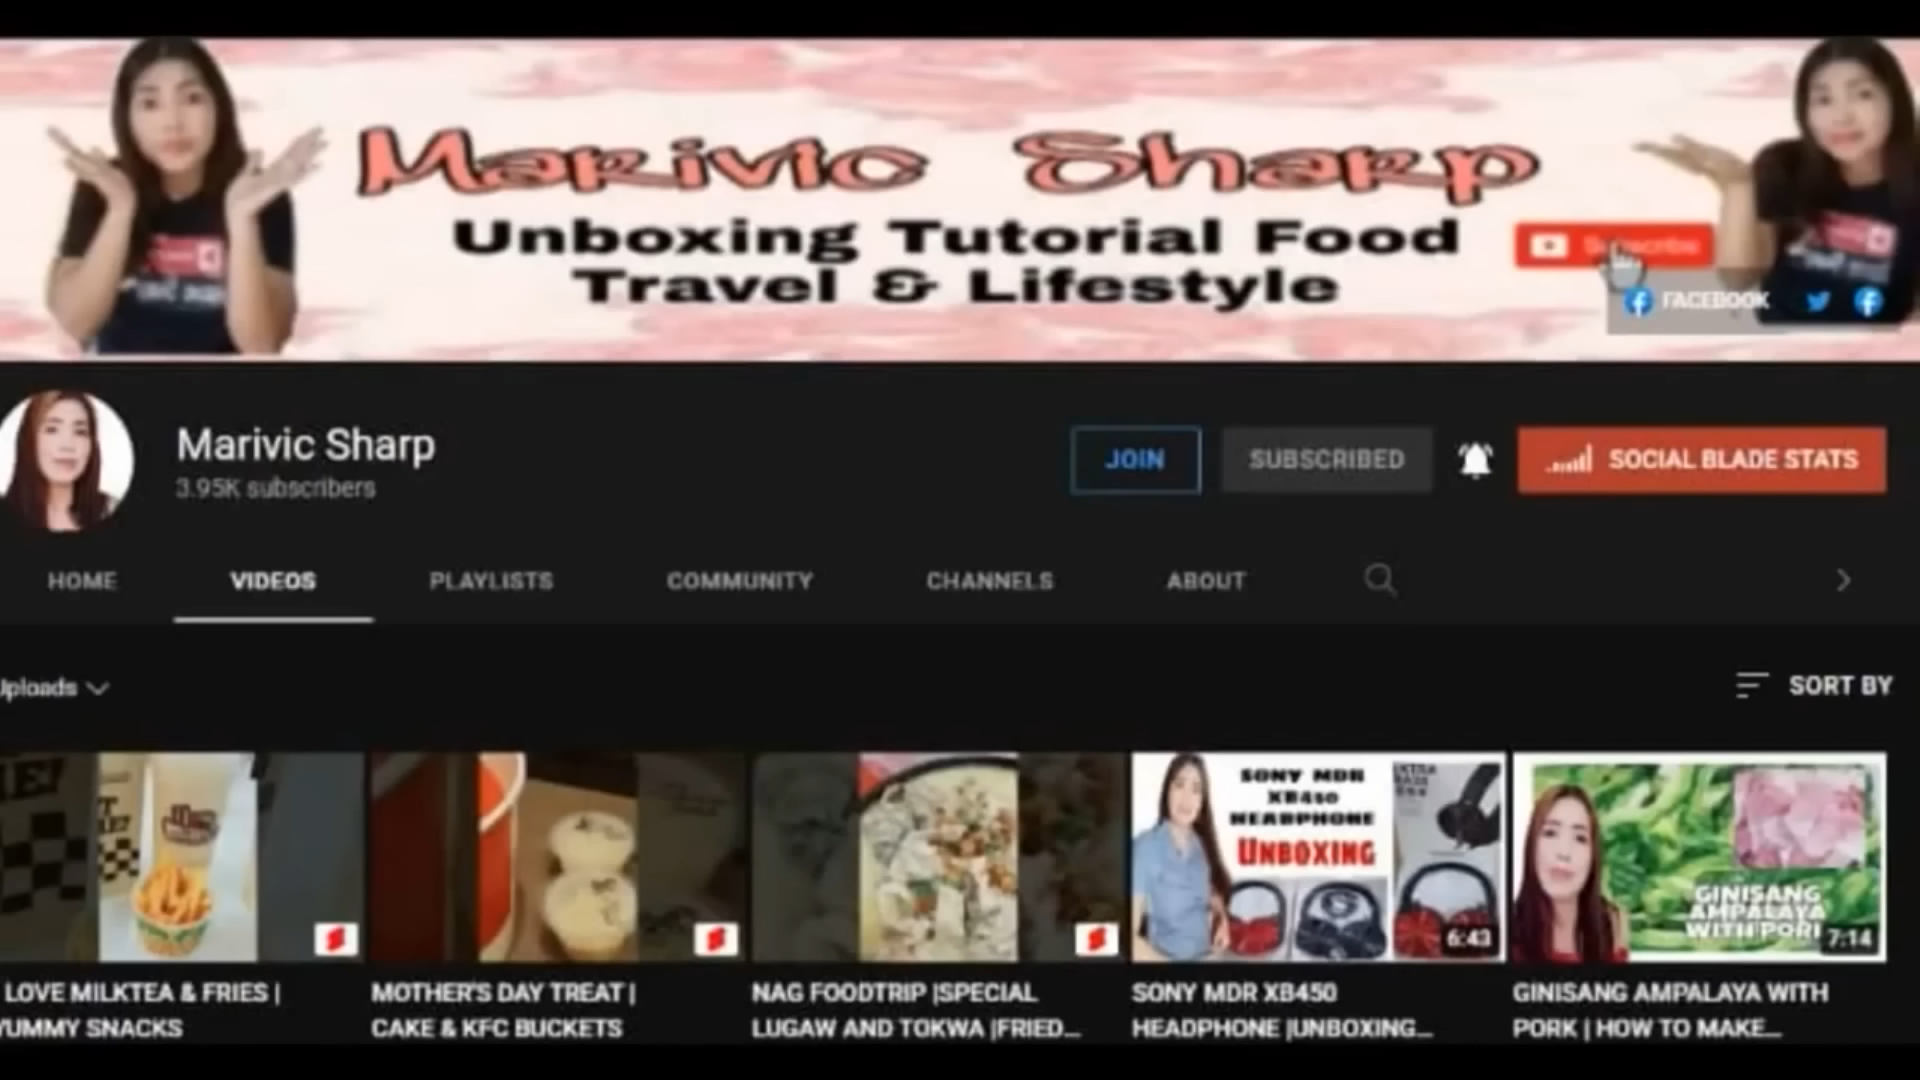 Marivic Sharp
Unboxing Tutorial Food
Travel & Lifestyle
Subscribe
FACEBOOK
Marivic Sharp
3.95K subscribers
JOIN
SUBSCRIBED
SOCIAL BLADE STATS
HOME
VIDEOS
PLAYLISTS
COMMUNITY
CHANNELS
ABOUT
Uploads
SORT BY
SONY MDR
XB450
HEADPHONE
UNBOXING
6:43
GINISANG
AMPALAYA
WITH PORK
7:14
LOVE MILKTEA & FRIES |
YUMMY SNACKS
MOTHER'S DAY TREAT |
CAKE & KFC BUCKETS
NAG FOODTRIP |SPECIAL
LUGAW AND TOKWA |FRIED...
SONY MDR XB450
HEADPHONE |UNBOXING...
GINISANG AMPALAYA WITH
PORK | HOW TO MAKE...